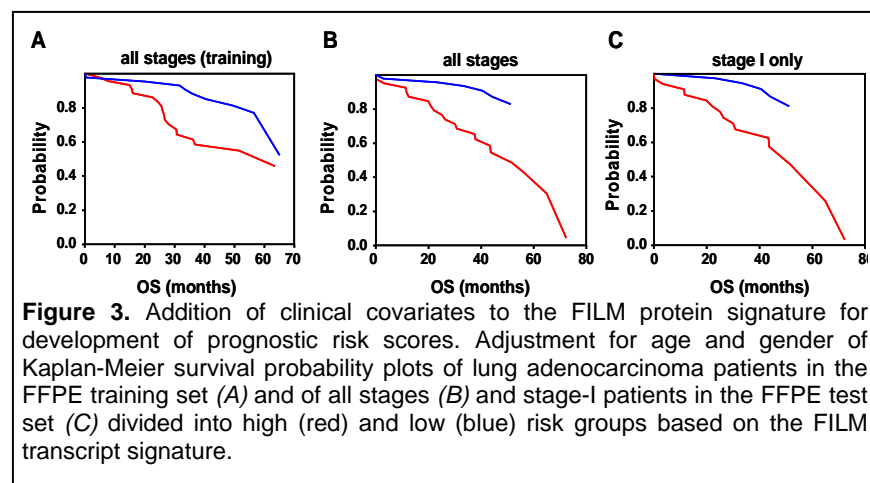 A
all stages (training)
Probability
0.8
0.6
0.4
0.2
0.0
0 10 20 30 40 50 60 70
OS (months)
B
all stages
Probability
0.8
0.6
0.4
0.2
0.0
0 20 40 60 80
OS (months)
C
stage I only
Probability
0.8
0.6
0.4
0.2
0.0
0 20 40 60 80
OS (months)
Figure 3. Addition of clinical covariates to the FILM protein signature for
development of prognostic risk scores. Adjustment for age and gender of
Kaplan-Meier survival probability plots of lung adenocarcinoma patients in the
FFPE training set (A) and of all stages (B) and stage-I patients in the FFPE test
set (C) divided into high (red) and low (blue) risk groups based on the FILM
transcript signature.